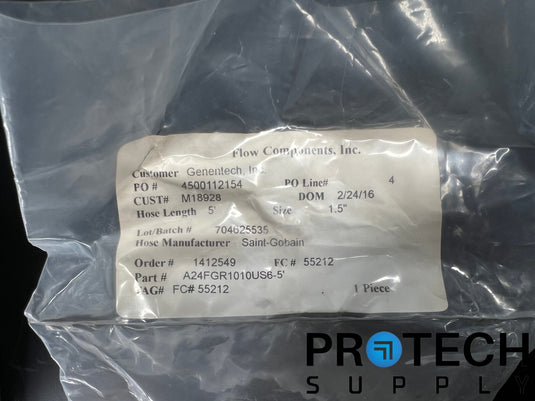 Flow Components, Inc.
Customer Genentech, Inc.
PO # 4500112154 PO Line# 4
CUST# M18928 DOM 2/24/16
Hose Length 5' Size 1.5"
Lot/Batch # 704625535
Hose Manufacturer Saint-Gobain
Order # 1412549 FC # 55212
Part # A24FGR1010US6-5'
AG# FC# 55212 1 Piece
PROTECH
SUPPLY